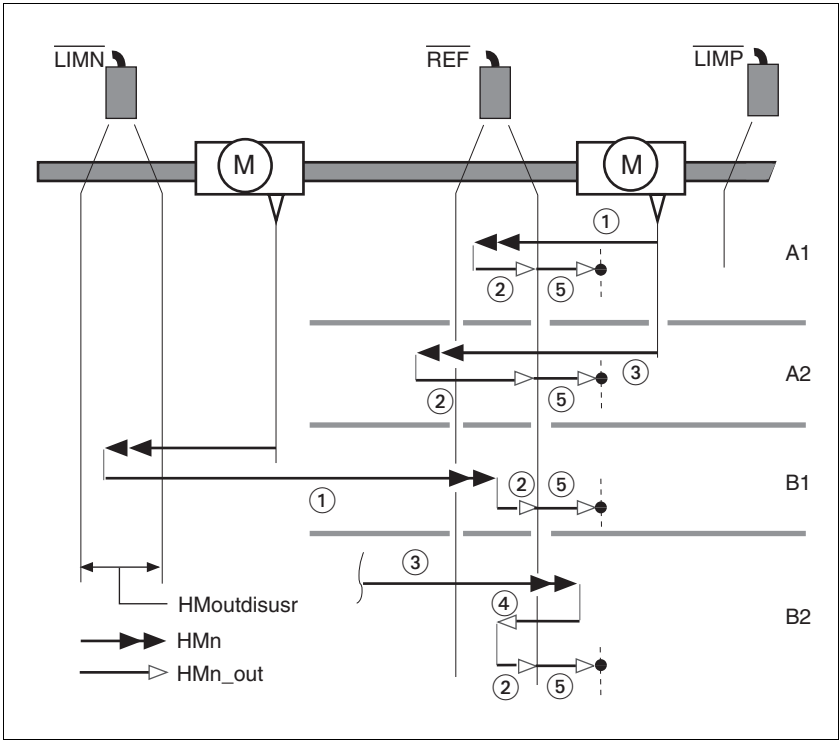 LIMN REF LIMP
M M
①
A1
② ⑤
③
A2
② ⑤
② ⑤ B1
①
③
④
HMoutdisusr B2
HMn
HMn_out
② ⑤